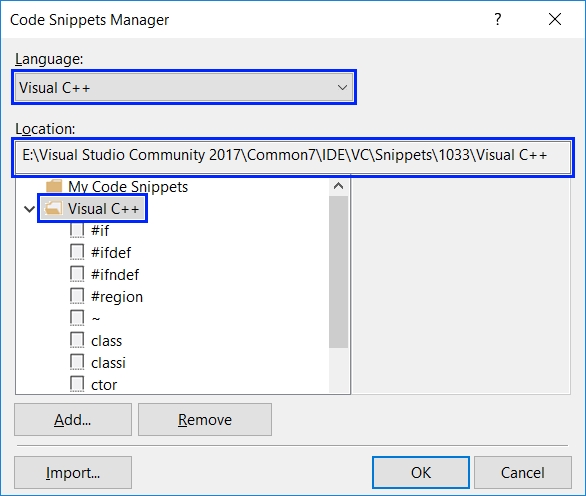 Code Snippets Manager
?
Language:
Visual C++
Location:
E:\Visual Studio Community 2017\Common7\IDE\VC\Snippets\1033\Visual C++
My Code Snippets
Visual C++
#if
#ifdef
#ifndef
#region
~
class
classi
ctor
Add... Remove
Import... OK Cancel